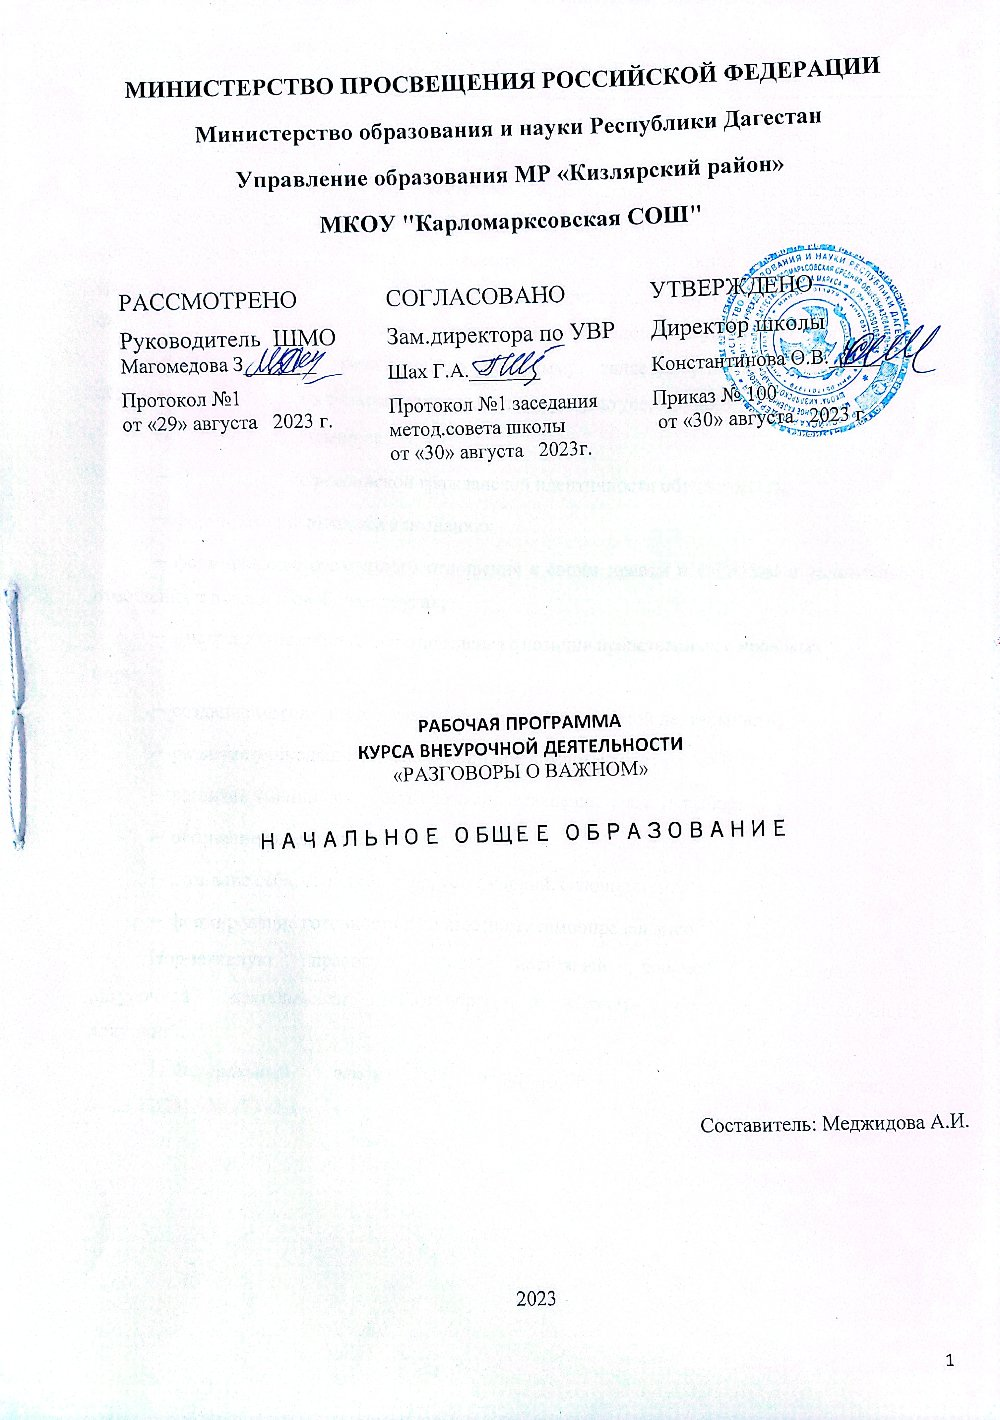 МИНИСТЕРСТВО ПРОСВЕЩЕНИЯ РОССИЙСКОЙ ФЕДЕРАЦИИ
Министерство образования и науки Республики Дагестан
Управление образования МР «Кизлярский район»
МКОУ "Карломарксовская СОШ"
РАССМОТРЕНО
Руководитель ШМО
Магомедова З
Протокол №1
от «29» августа 2023 г.
СОГЛАСОВАНО
Зам.директора по УВР
Шах Г.А.
Протокол №1 заседания
метод.совета школы
от «30» августа 2023г.
УТВЕРЖДЕНО
Директор школы
Константинова О.В.
Приказ № 100
от «30» августа 2023 г
РАБОЧАЯ ПРОГРАММА
КУРСА ВНЕУРОЧНОЙ ДЕЯТЕЛЬНОСТИ
«РАЗГОВОРЫ О ВАЖНОМ»
НАЧАЛЬНОЕ ОБЩЕЕ ОБРАЗОВАНИЕ
Составитель: Меджидова А.И.
2023
1